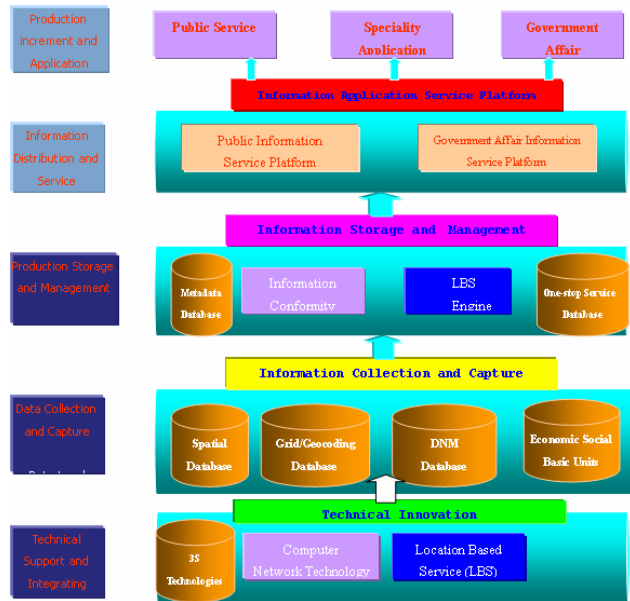 Production
increment and
Application
Public Service
Speciality
Application
Government
Affair
Information Application Service Platform
Information
Distribution and
Service
Public Information
Service Platform
Government Affair Information
Service Platform
Information Storage and Management
Production Storage
and Management
Metadata
Database
Information
Conformity
LBS
Engine
One-stop Service
Database
Information Collection and Capture
Data Collection
and Capture
Spatial
Database
Grid/Geocoding
Database
DNM
Database
Economic Social
Basic Units
Technical Innovation
Technical
Support and
Integrating
3S
Technologies
Computer
Network Technology
Location Based
Service (LBS)